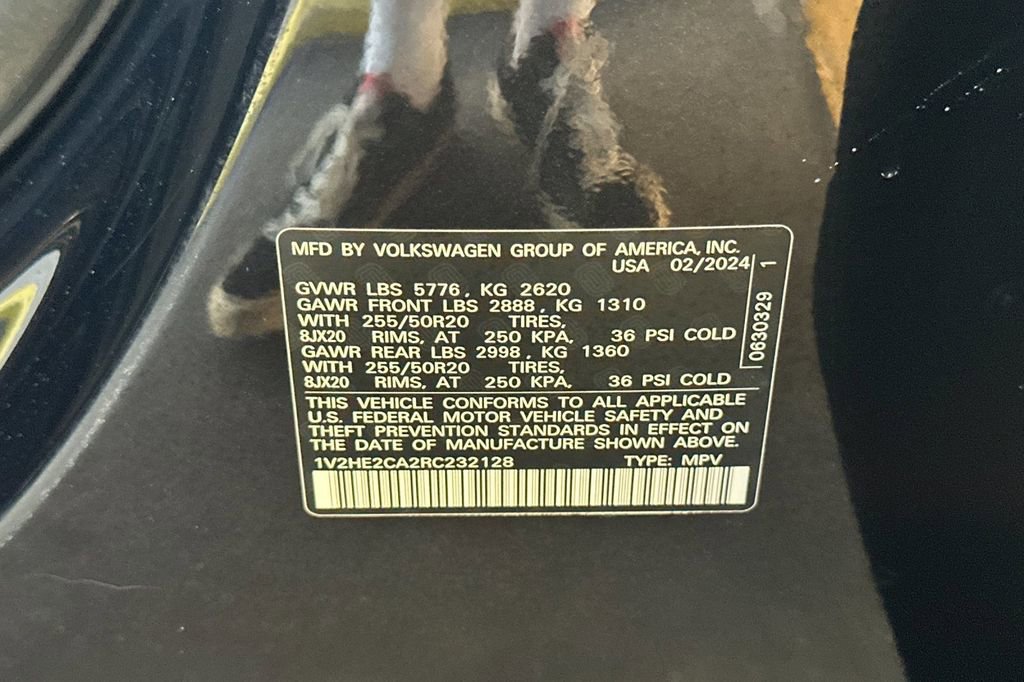 MFD BY VOLKSWAGEN GROUP OF AMERICA, INC.
USA 02/2024
GVWR LBS 5776, KG 2620
GAWR FRONT LBS 2888, KG 1310
WITH 255/50R20 TIRES,
8JX20 RIMS, AT 250 KPA, 36 PSI COLD
GAWR REAR LBS 2998, KG 1360
WITH 255/50R20 TIRES,
8JX20 RIMS, AT 250 KPA, 36 PSI COLD
THIS VEHICLE CONFORMS TO ALL APPLICABLE
U.S. FEDERAL MOTOR VEHICLE SAFETY AND
THEFT PREVENTION STANDARDS IN EFFECT ON
THE DATE OF MANUFACTURE SHOWN ABOVE.
1V2HE2CA2RC232128 TYPE: MPV
0630329 1